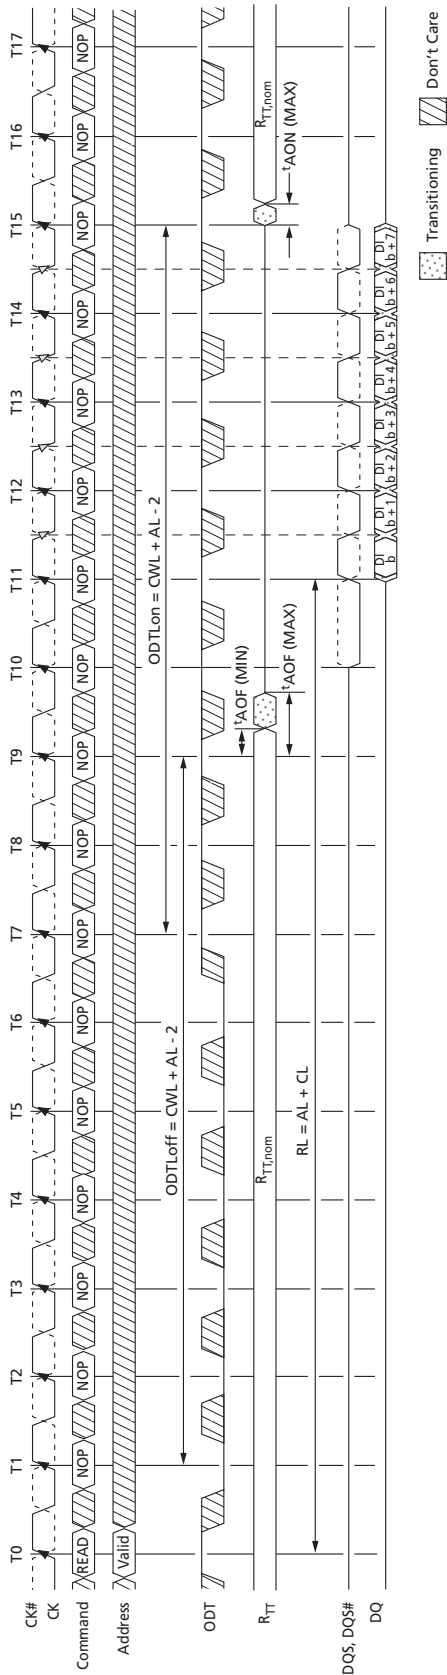 T0 T1 T2 T3 T4 T5 T6 T7 T8 T9 T10 T11 T12 T13 T14 T15 T16 T17
CK#
CK
Command READ NOP NOP NOP NOP NOP NOP NOP NOP NOP NOP NOP NOP NOP NOP NOP NOP NOP
Address Valid
ODTLon = CWL + AL - 2
ODTLoff = CWL + AL - 2
ODT
tAOF (MIN)
RTT RTT,nom RTT,nom
tAOF (MAX) tAON (MAX)
RL = AL + CL
DQS, DQS#
DQ DI b DI b + 1 DI b + 2 DI b + 3 DI b + 4 DI b + 5 DI b + 6 DI b + 7
Transitioning Don't Care